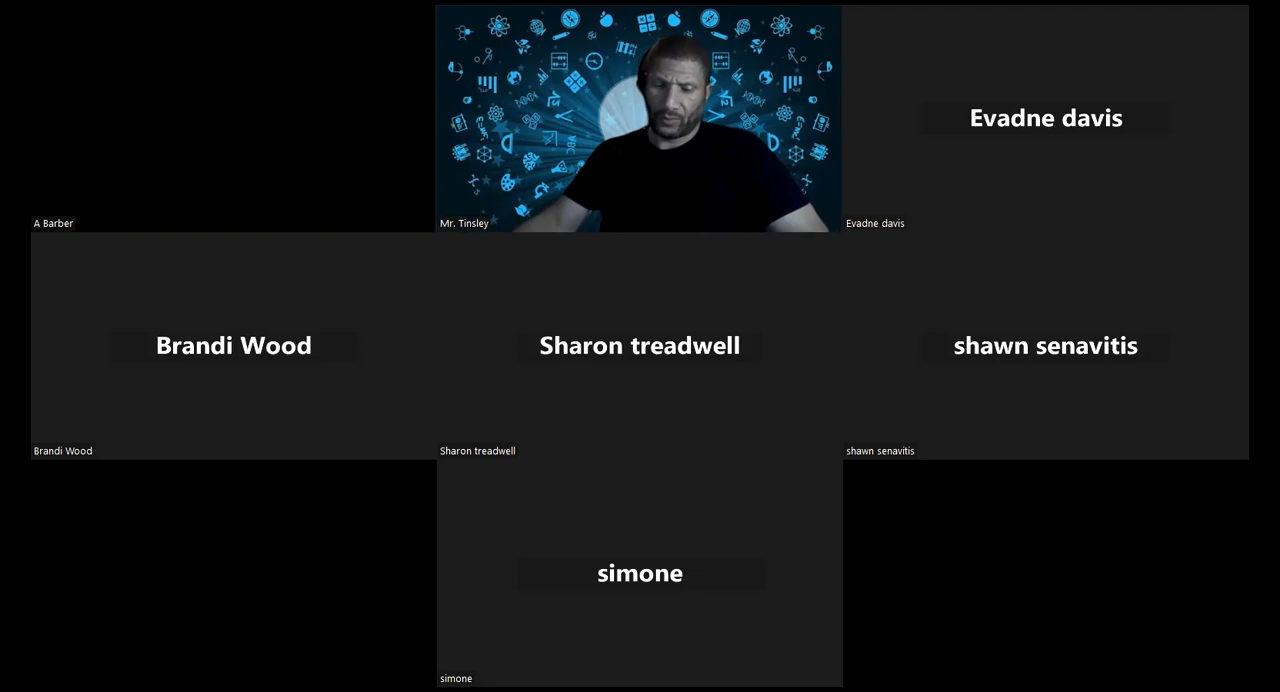 A Barber
Mr. Tinsley
Evadne davis
Evadne davis
Brandi Wood
Brandi Wood
Sharon treadwell
Sharon treadwell
shawn senavitis
shawn senavitis
simone
simone